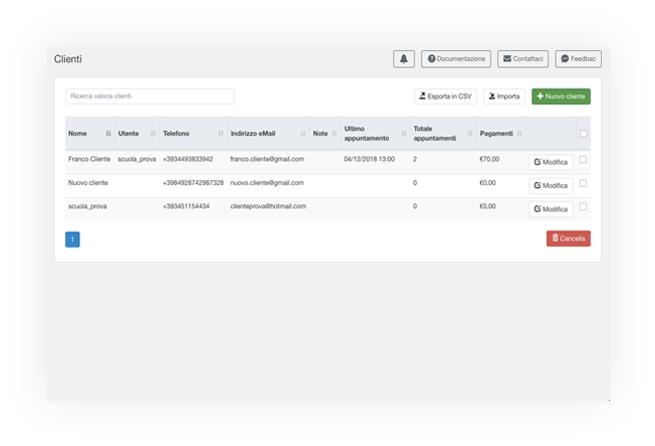 Clienti
Documentazione
Contattaci
Feedbac
Ricerca veloce clienti
Esporta in CSV
Importa
Nuovo cliente
Nome Utente Telefono Indirizzo eMail Note Ultimo appuntamento Totale appuntamenti Pagamenti
Franco Cliente scuola_prova +3934493833942 franco.cliente@gmail.com 04/12/2018 13:00 2 €70,00 Modifica
Nuovo cliente +3984928742987328 nuovo.cliente@gmail.com 0 €0,00 Modifica
scuola_prova +393451154434 clienteprova@hotmail.com 0 €0,00 Modifica
1
Cancella